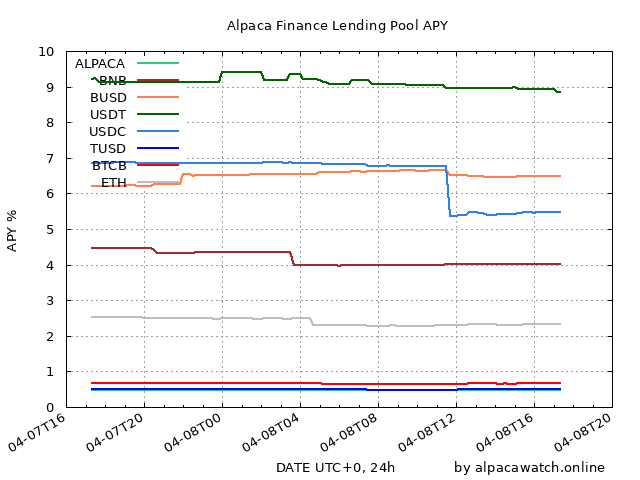 Alpaca Finance Lending Pool APY
10
9
8
7
6
5
4
3
2
1
0
APY %
ALPACA
BNB
BUSD
USDT
USDC
TUSD
BTCB
ETH
04-07T16
04-07T20
04-08T00
04-08T04
04-08T08
04-08T12
04-08T16
04-08T20
DATE UTC+0, 24h
by alpacawatch.online